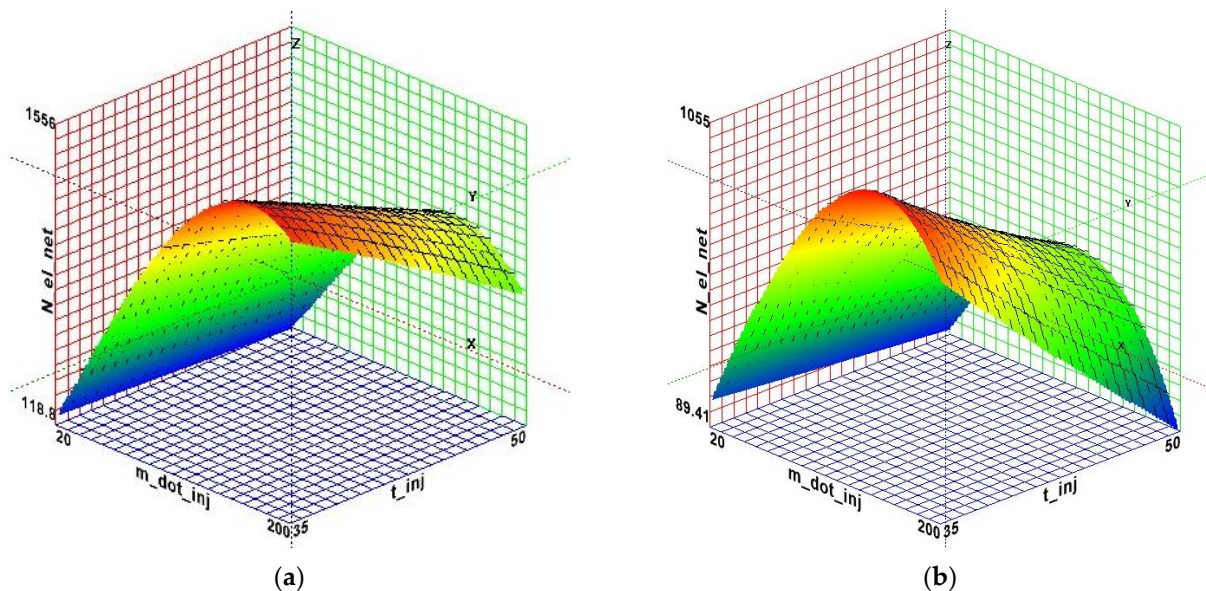 Z
1556
Y
N_el_net
X
118.8
20
m_dot_inj
200
35
t_inj
50
(a)
Z
1055
Y
N_el_net
X
89.41
20
m_dot_inj
200
35
t_inj
50
(b)